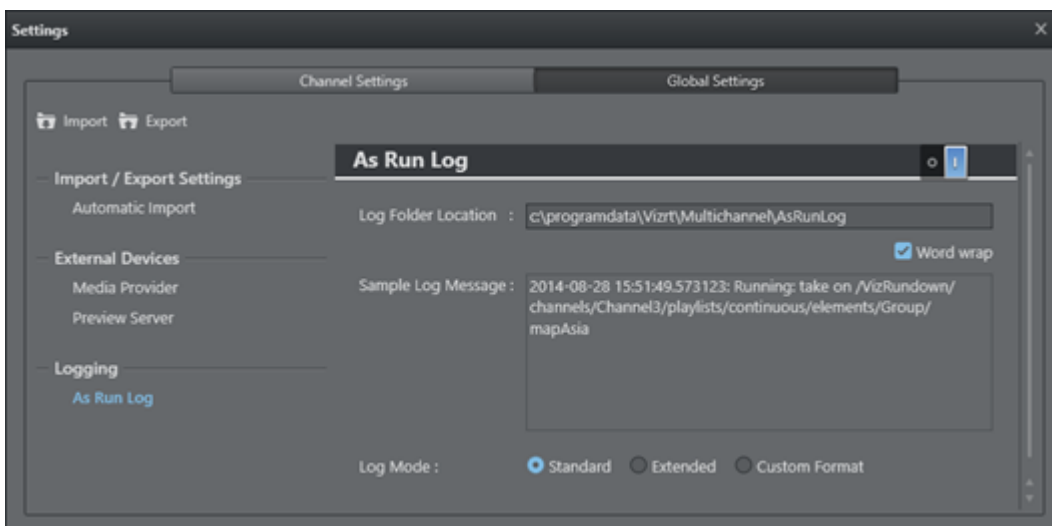 Settings
Channel Settings
Global Settings
Import Export
As Run Log
Import / Export Settings
Automatic Import
Log Folder Location : c:\programdata\Vizrt\Multichannel\AsRunLog
Word wrap
External Devices
Media Provider
Preview Server
Sample Log Message : 2014-08-28 15:51:49.573123: Running: take on /VizRundown/
channels/Channel3/playlists/continuous/elements/Group/
mapAsia
Logging
As Run Log
Log Mode : Standard Extended Custom Format